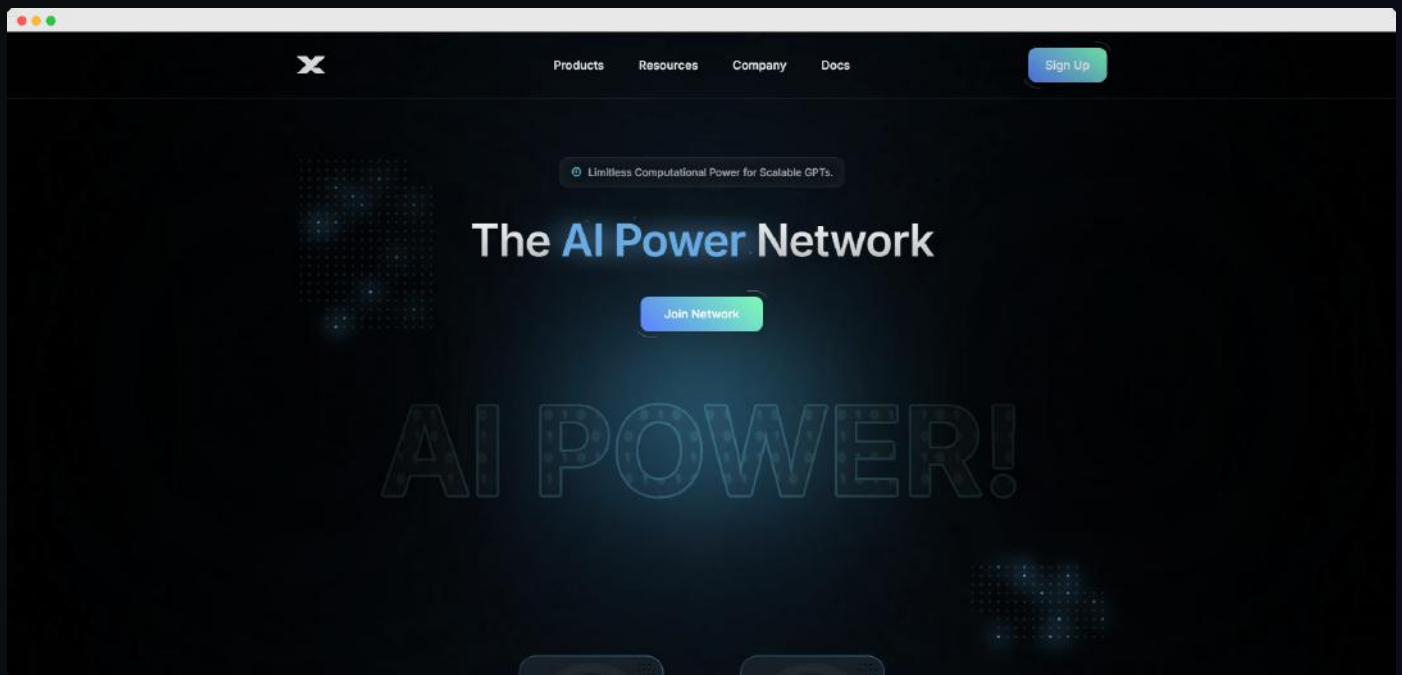 Products Resources Company Docs Sign Up
Limitless Computational Power for Scalable GPTs.
The AI Power Network
Join Network
AI POWER!